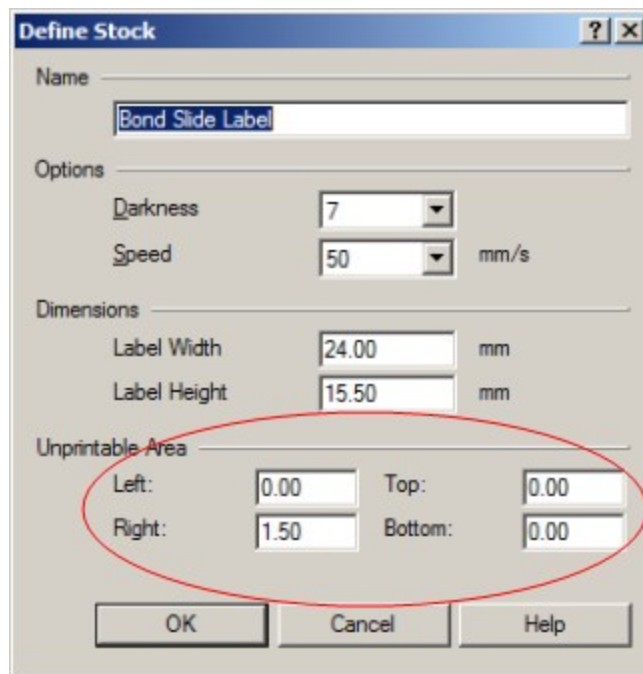 Define Stock
Name
Bond Slide Label
Options
Darkness 7
Speed 50 mm/s
Dimensions
Label Width 24.00 mm
Label Height 15.50 mm
Unprintable Area
Left: 0.00 Top: 0.00
Right: 1.50 Bottom: 0.00
OK Cancel Help